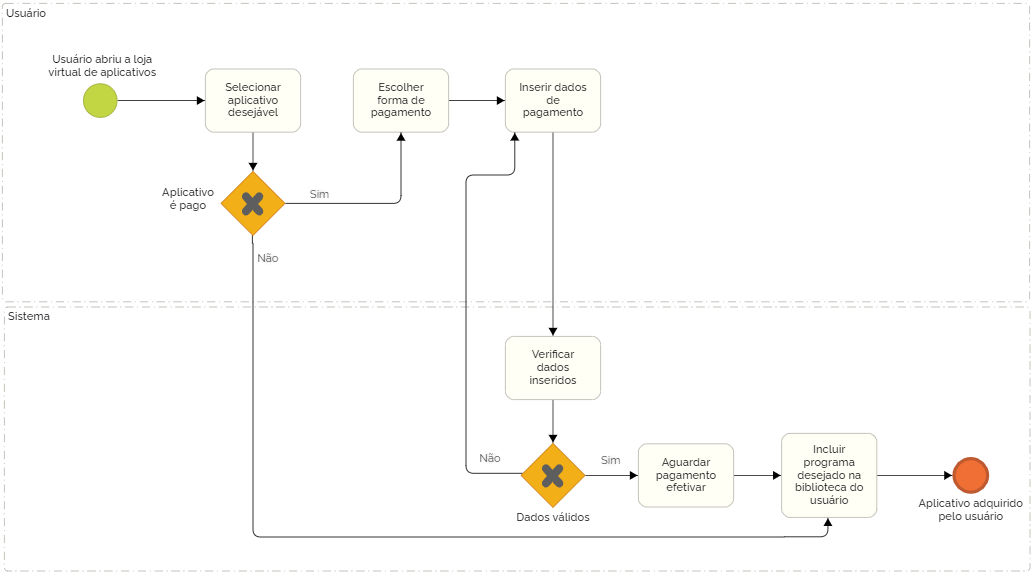 Usuário
Usuário abriu a loja
virtual de aplicativos
Selecionar
aplicativo
desejável
Escolher
forma de
pagamento
Inserir dados
de
pagamento
Aplicativo
é pago
Sim
Não
Sistema
Verificar
dados
inseridos
Não
Sim
Dados válidos
Aguardar
pagamento
efetivar
Incluir
programa
desejado na
biblioteca do
usuário
Aplicativo adquirido
pelo usuário